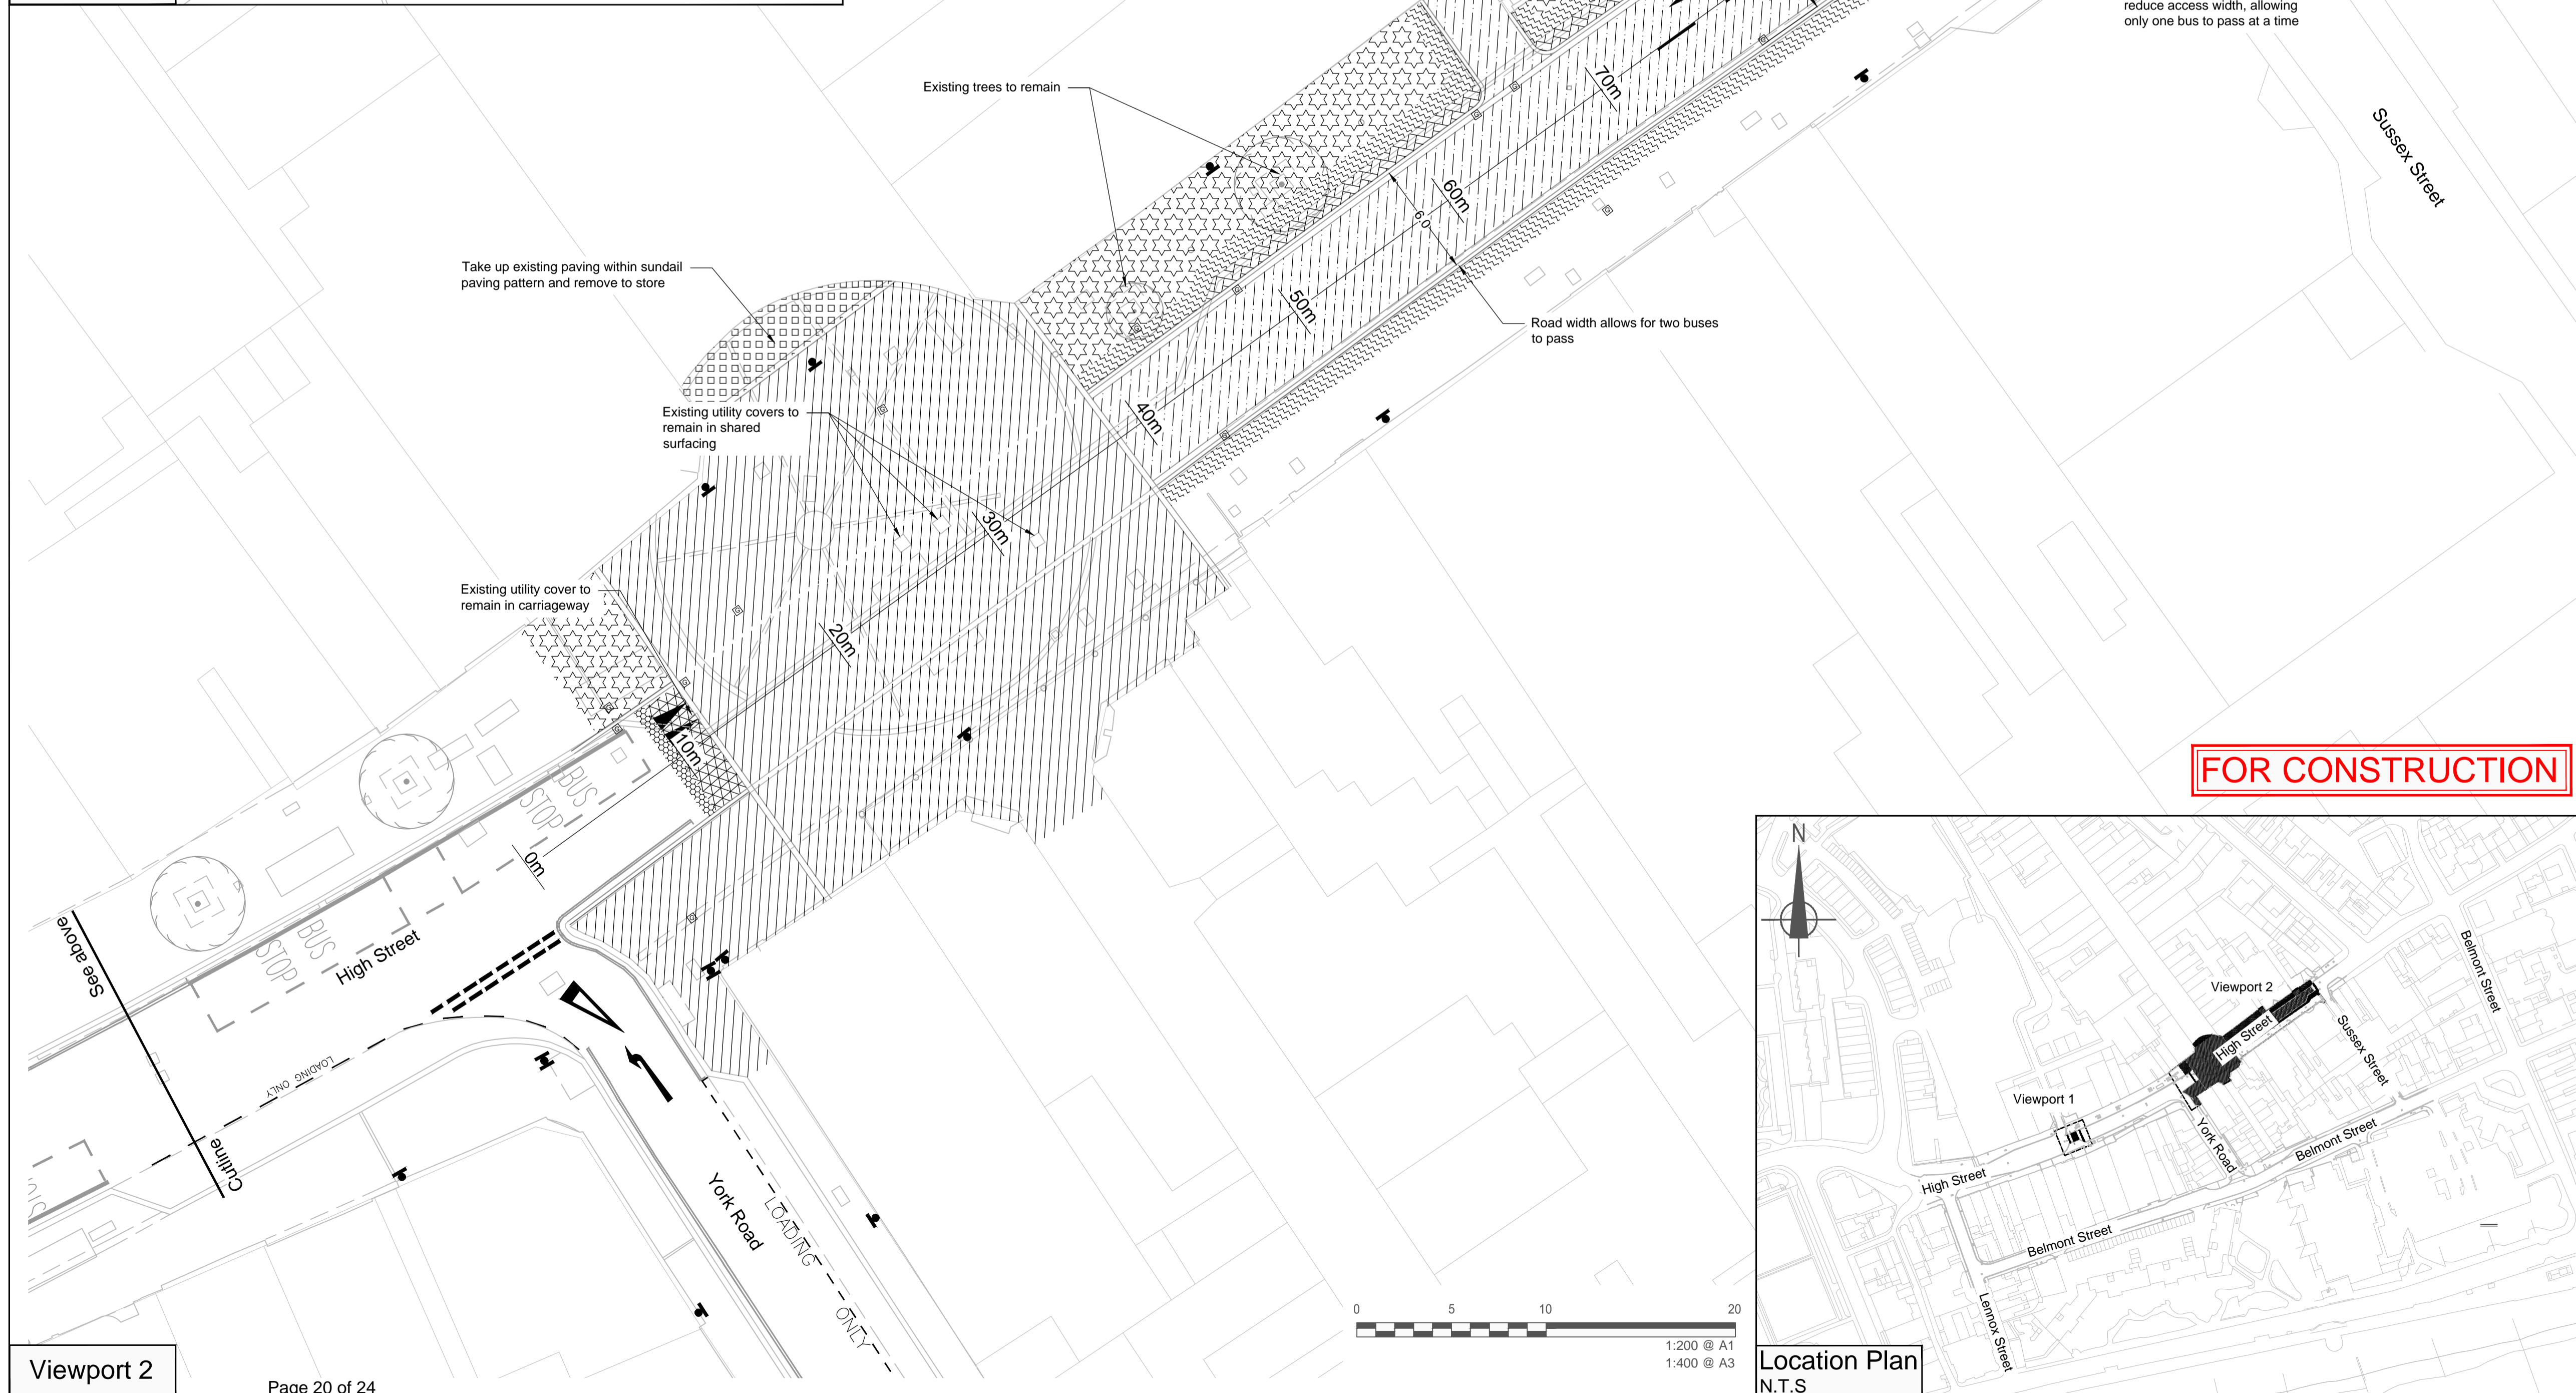 reduce access width, allowing
only one bus to pass at a time
Existing trees to remain
70m
Sussex Street
60m
6.0
Take up existing paving within sundail
paving pattern and remove to store
50m
Road width allows for two buses
to pass
40m
Existing utility covers to
remain in shared
surfacing
30m
Existing utility cover to
remain in carriageway
20m
10m
FOR CONSTRUCTION
BUS
STOP
0m
See above
BUS
STOP
High Street
LOADING ONLY
Cutline
York Road
LOADING
ONLY
0 5 10 20
1:200 @ A1
1:400 @ A3
Viewport 2
Page 20 of 24
N
Belmont Street
Viewport 2
High Street
Sussex Street
Viewport 1
York Road
Belmont Street
High Street
Belmont Street
Lennox Street
Location Plan
N.T.S